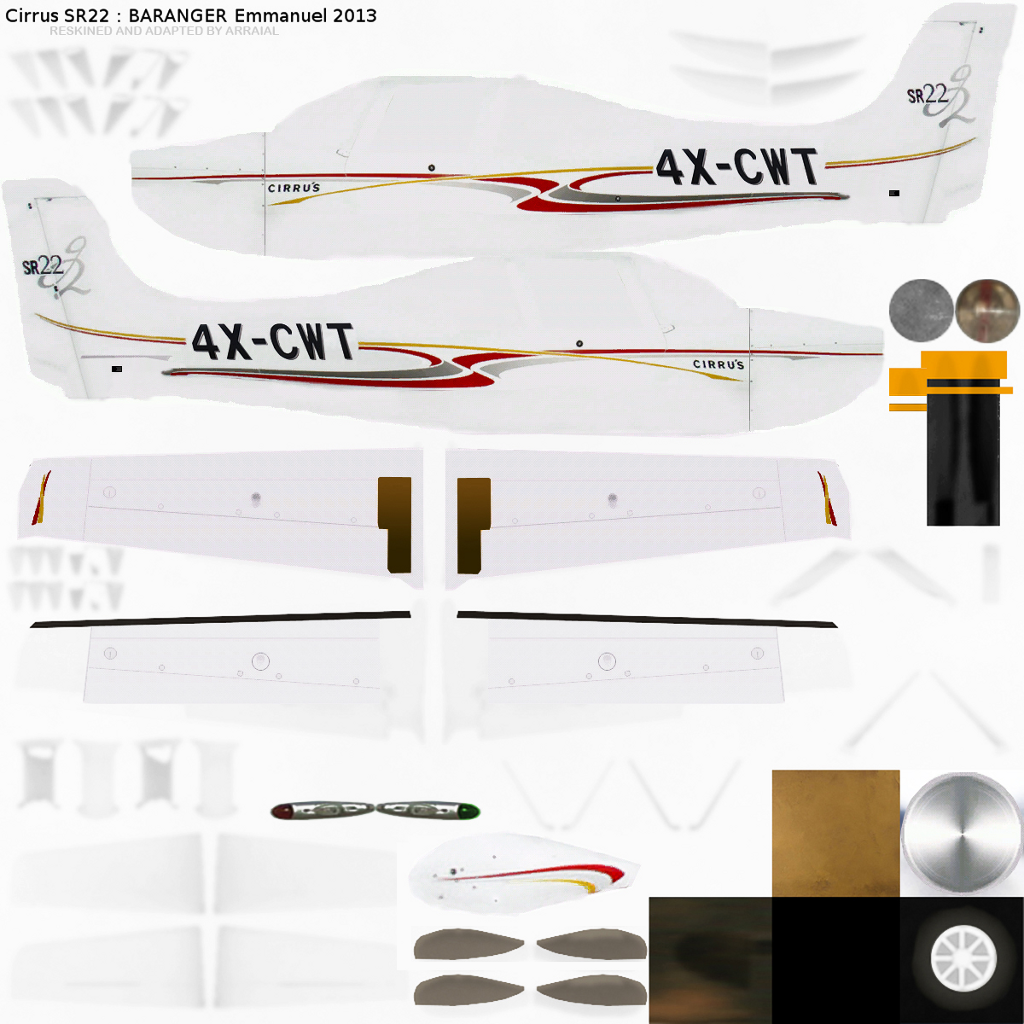 Cirrus SR22 : BARANGER Emmanuel 2013
RESKINED AND ADAPTED BY ARRAIAL
SR22
4X-CWT
CIRRUS
SR22
4X-CWT
CIRRUS